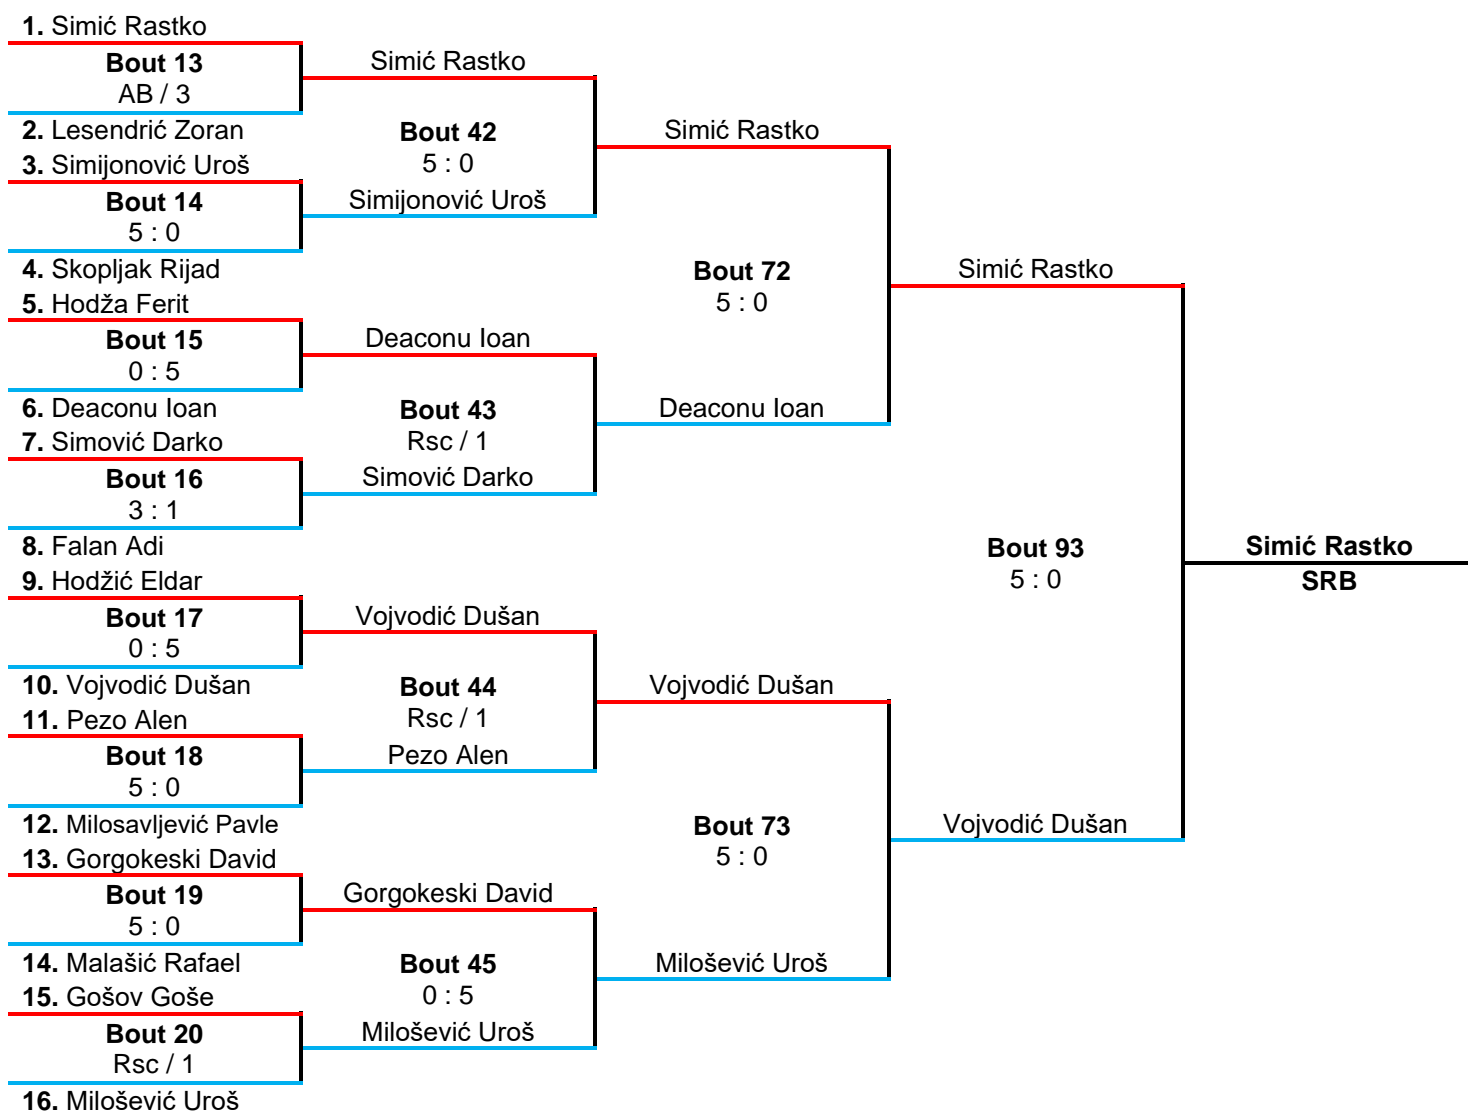 1. Simić Rastko
Bout 13
AB / 3
2. Lesendrić Zoran
3. Simijonović Uroš
Bout 14
5 : 0
4. Skopljak Rijad
5. Hodža Ferit
Bout 15
0 : 5
6. Deaconu Ioan
7. Simović Darko
Bout 16
3 : 1
8. Falan Adi
9. Hodžić Eldar
Bout 17
0 : 5
10. Vojvodić Dušan
11. Pezo Alen
Bout 18
5 : 0
12. Milosavljević Pavle
13. Gorgokeski David
Bout 19
5 : 0
14. Malašić Rafael
15. Gošov Goše
Bout 20
Rsc / 1
16. Milošević Uroš
Simić Rastko
Bout 42
5 : 0
Simijonović Uroš
Deaconu Ioan
Bout 43
Rsc / 1
Simović Darko
Vojvodić Dušan
Bout 44
Rsc / 1
Pezo Alen
Gorgokeski David
Bout 45
0 : 5
Milošević Uroš
Simić Rastko
Bout 72
5 : 0
Deaconu Ioan
Vojvodić Dušan
Bout 73
5 : 0
Milošević Uroš
Simić Rastko
Bout 93
5 : 0
Vojvodić Dušan
Simić Rastko
SRB